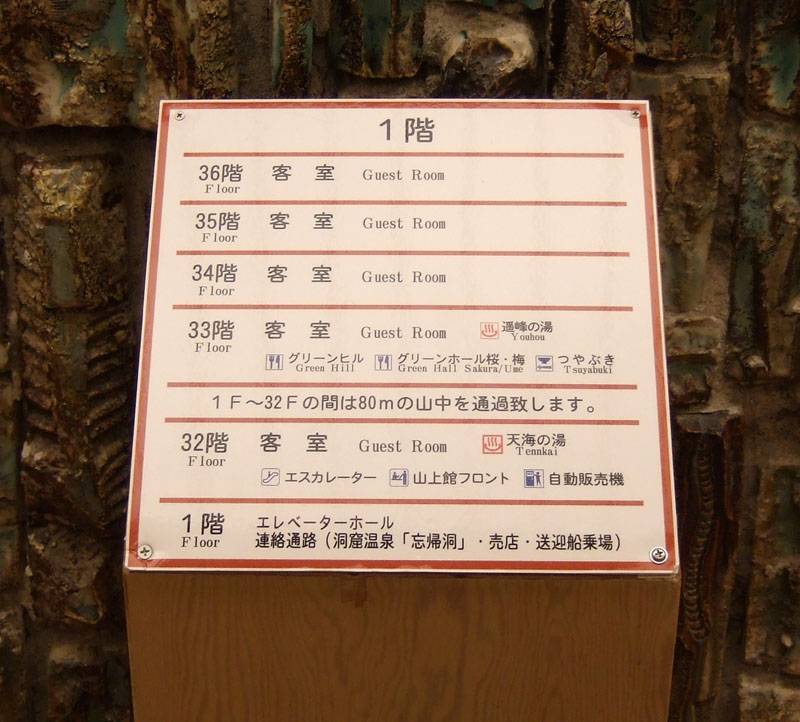 1階
36階 客室 Guest Room
Floor
35階 客室 Guest Room
Floor
34階 客室 Guest Room
Floor
33階 客室 Guest Room 遥峰の湯
Floor Youhou
グリーンヒル グリーンホール桜・梅 つやぶき
Green Hill Green Hall Sakura/Ume Tsuyabuki
1F～32Fの間は80mの山中を通過致します。
32階 客室 Guest Room 天海の湯
Floor Tennkai
エスカレーター 山上館フロント 自動販売機
1階 エレベーターホール
Floor 連絡通路（洞窟温泉「忘帰洞」・売店・送迎船乗場）